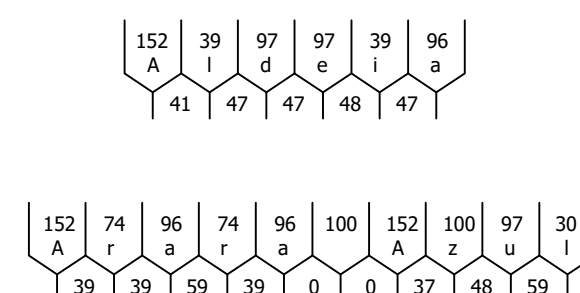 152 39 97 97 39 96
A l d e i a
41 47 47 48 47
152 74 96 74 96 100 152 100 97 30
A r a r a A z u l
39 39 59 39 0 0 37 48 59